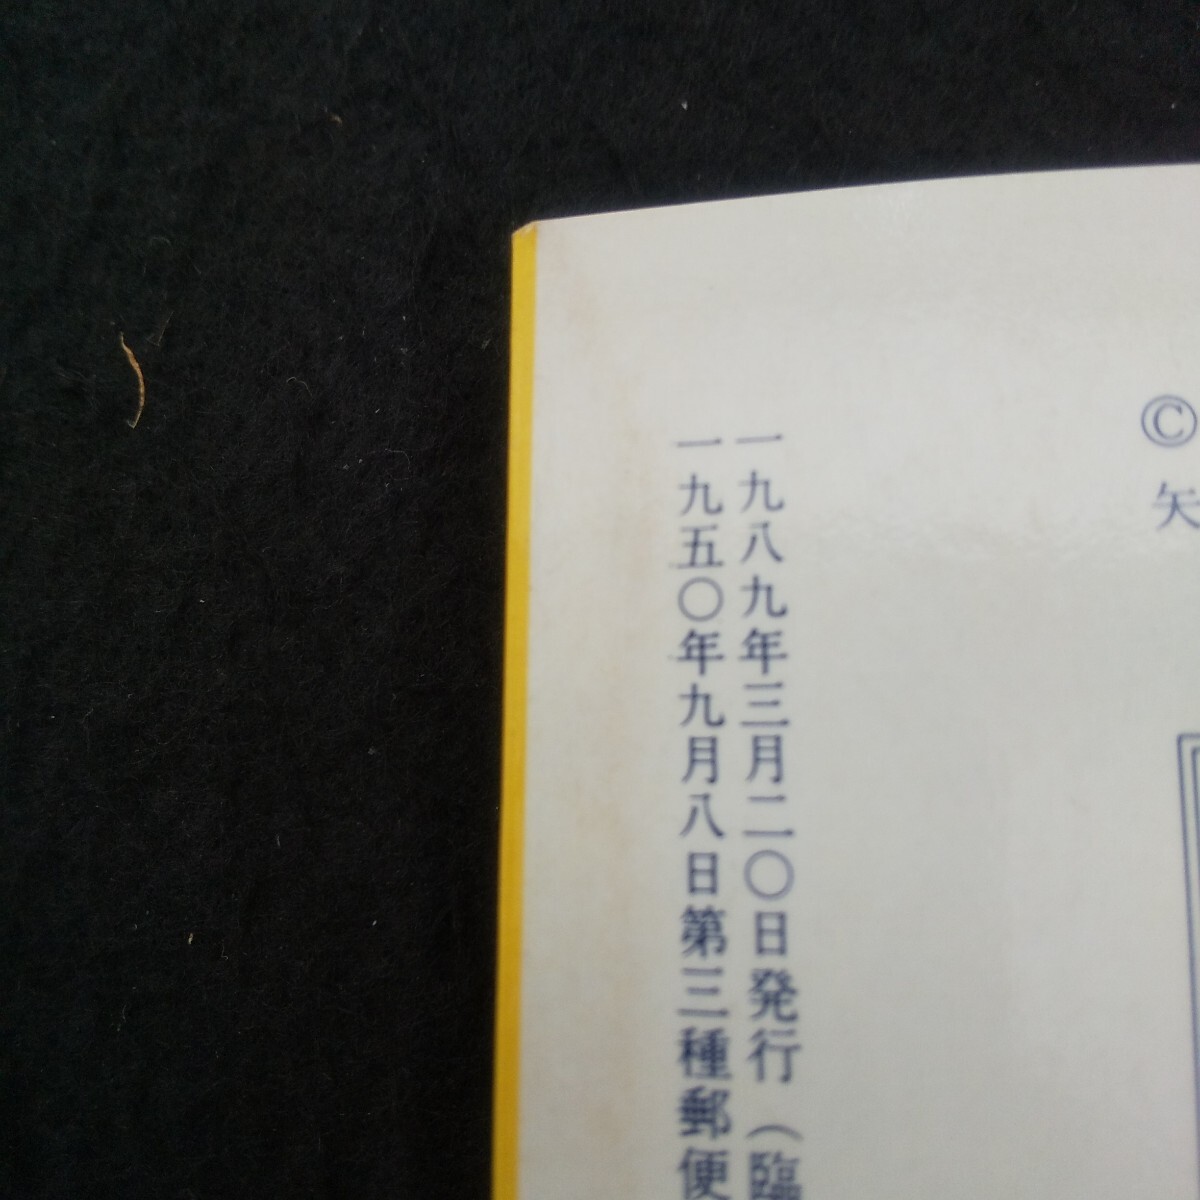 ©
矢
一九八九年三月二〇日発行（臨
一九五〇年九月八日第三種郵便